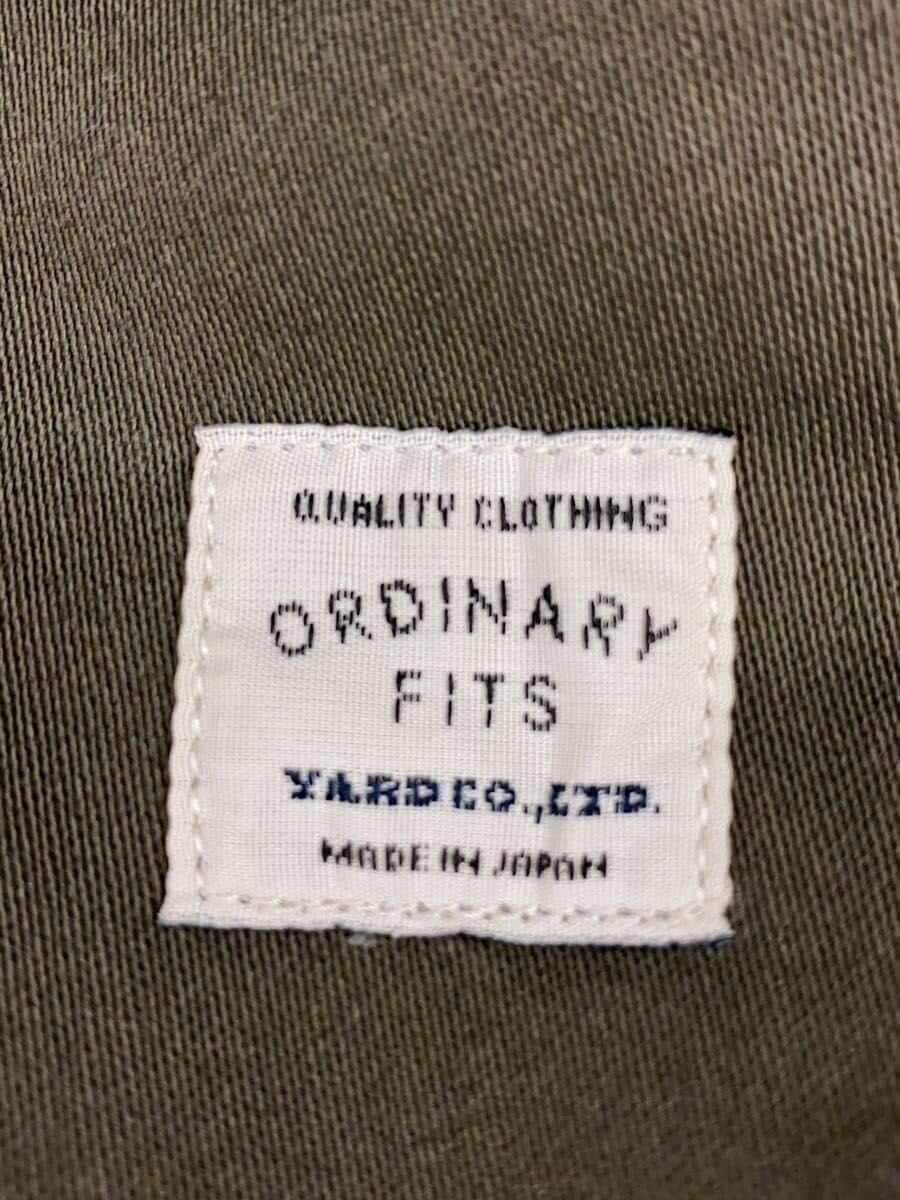 QUALITY CLOTHING
ORDINARY
FITS
YARD CO.,LTD.
MADE IN JAPAN